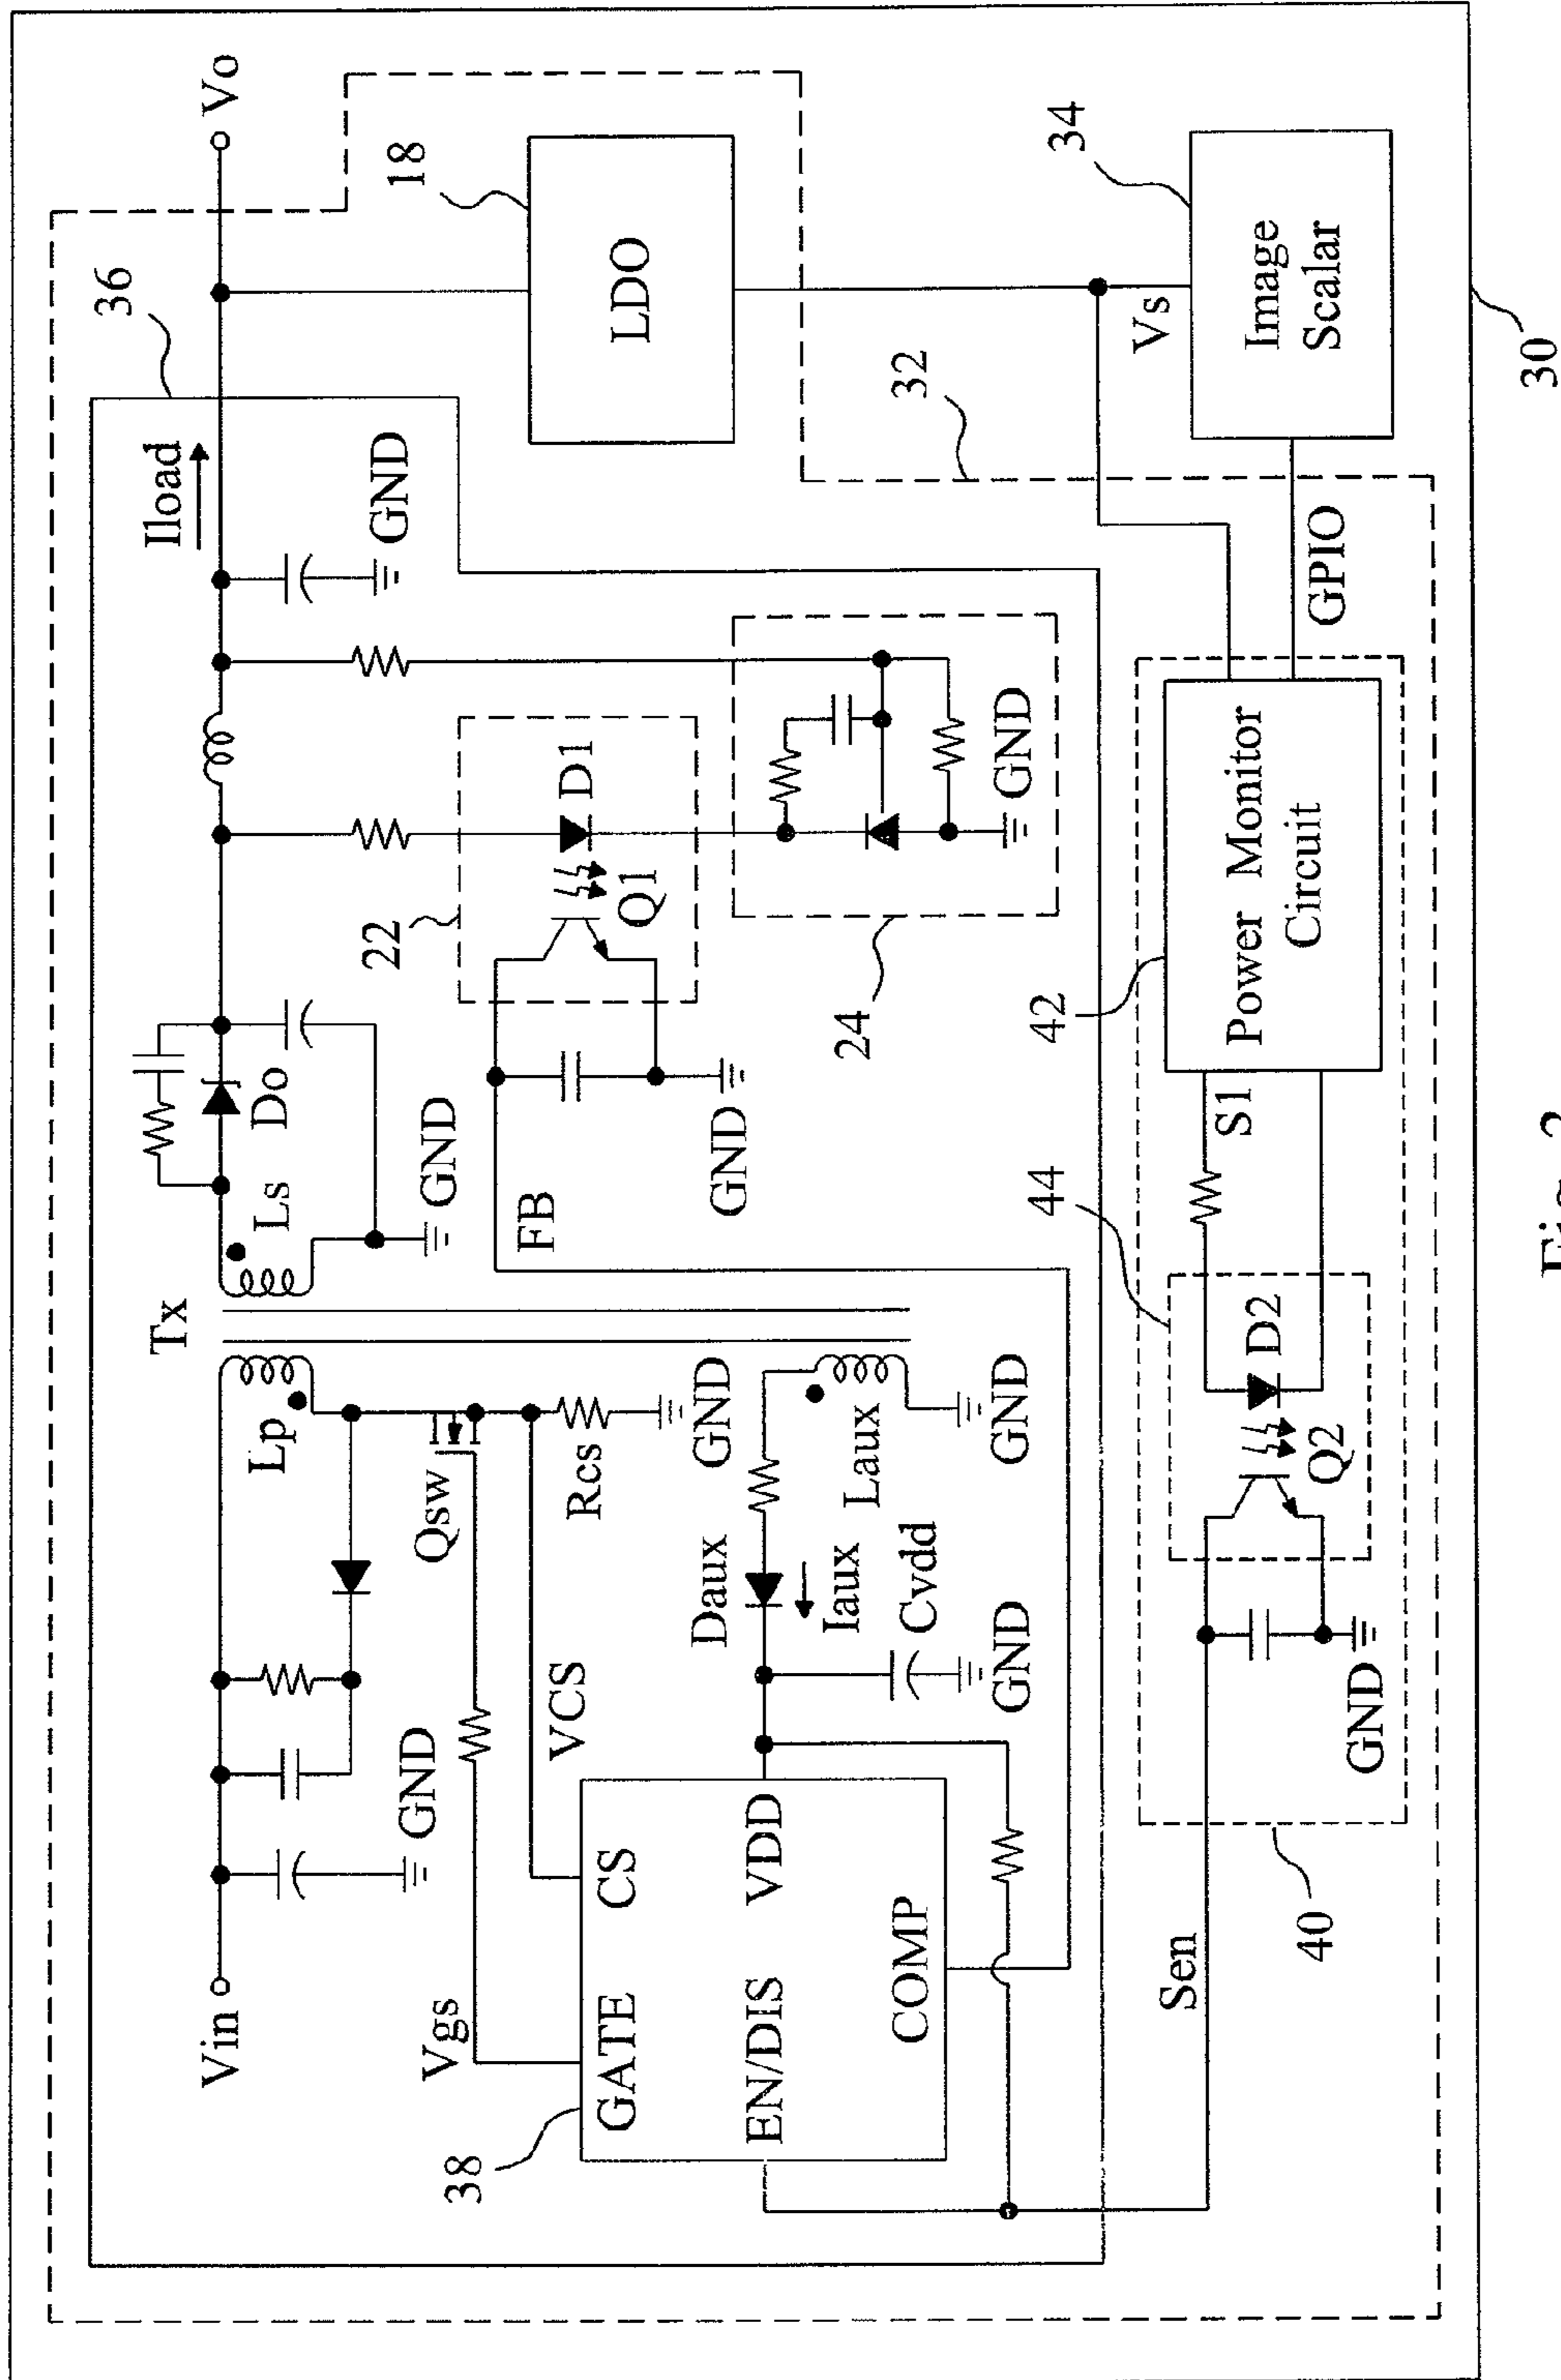 36
Vin
Lp
Tx
Ls
Do
Iload
Vo
GND
GND
GND
18
LDO
Vgs
Qsw
VCS
Rcs
GND
FB
22
D1
Q1
GND
38
GATE
CS
EN/DIS
VDD
COMP
Daux
Iaux
Cvdd
GND
Laux
GND
24
GND
32
Sen
40
GND
44
D2
Q2
S1
42
Power Monitor
Circuit
GPIO
Vs
34
Image
Scalar
30